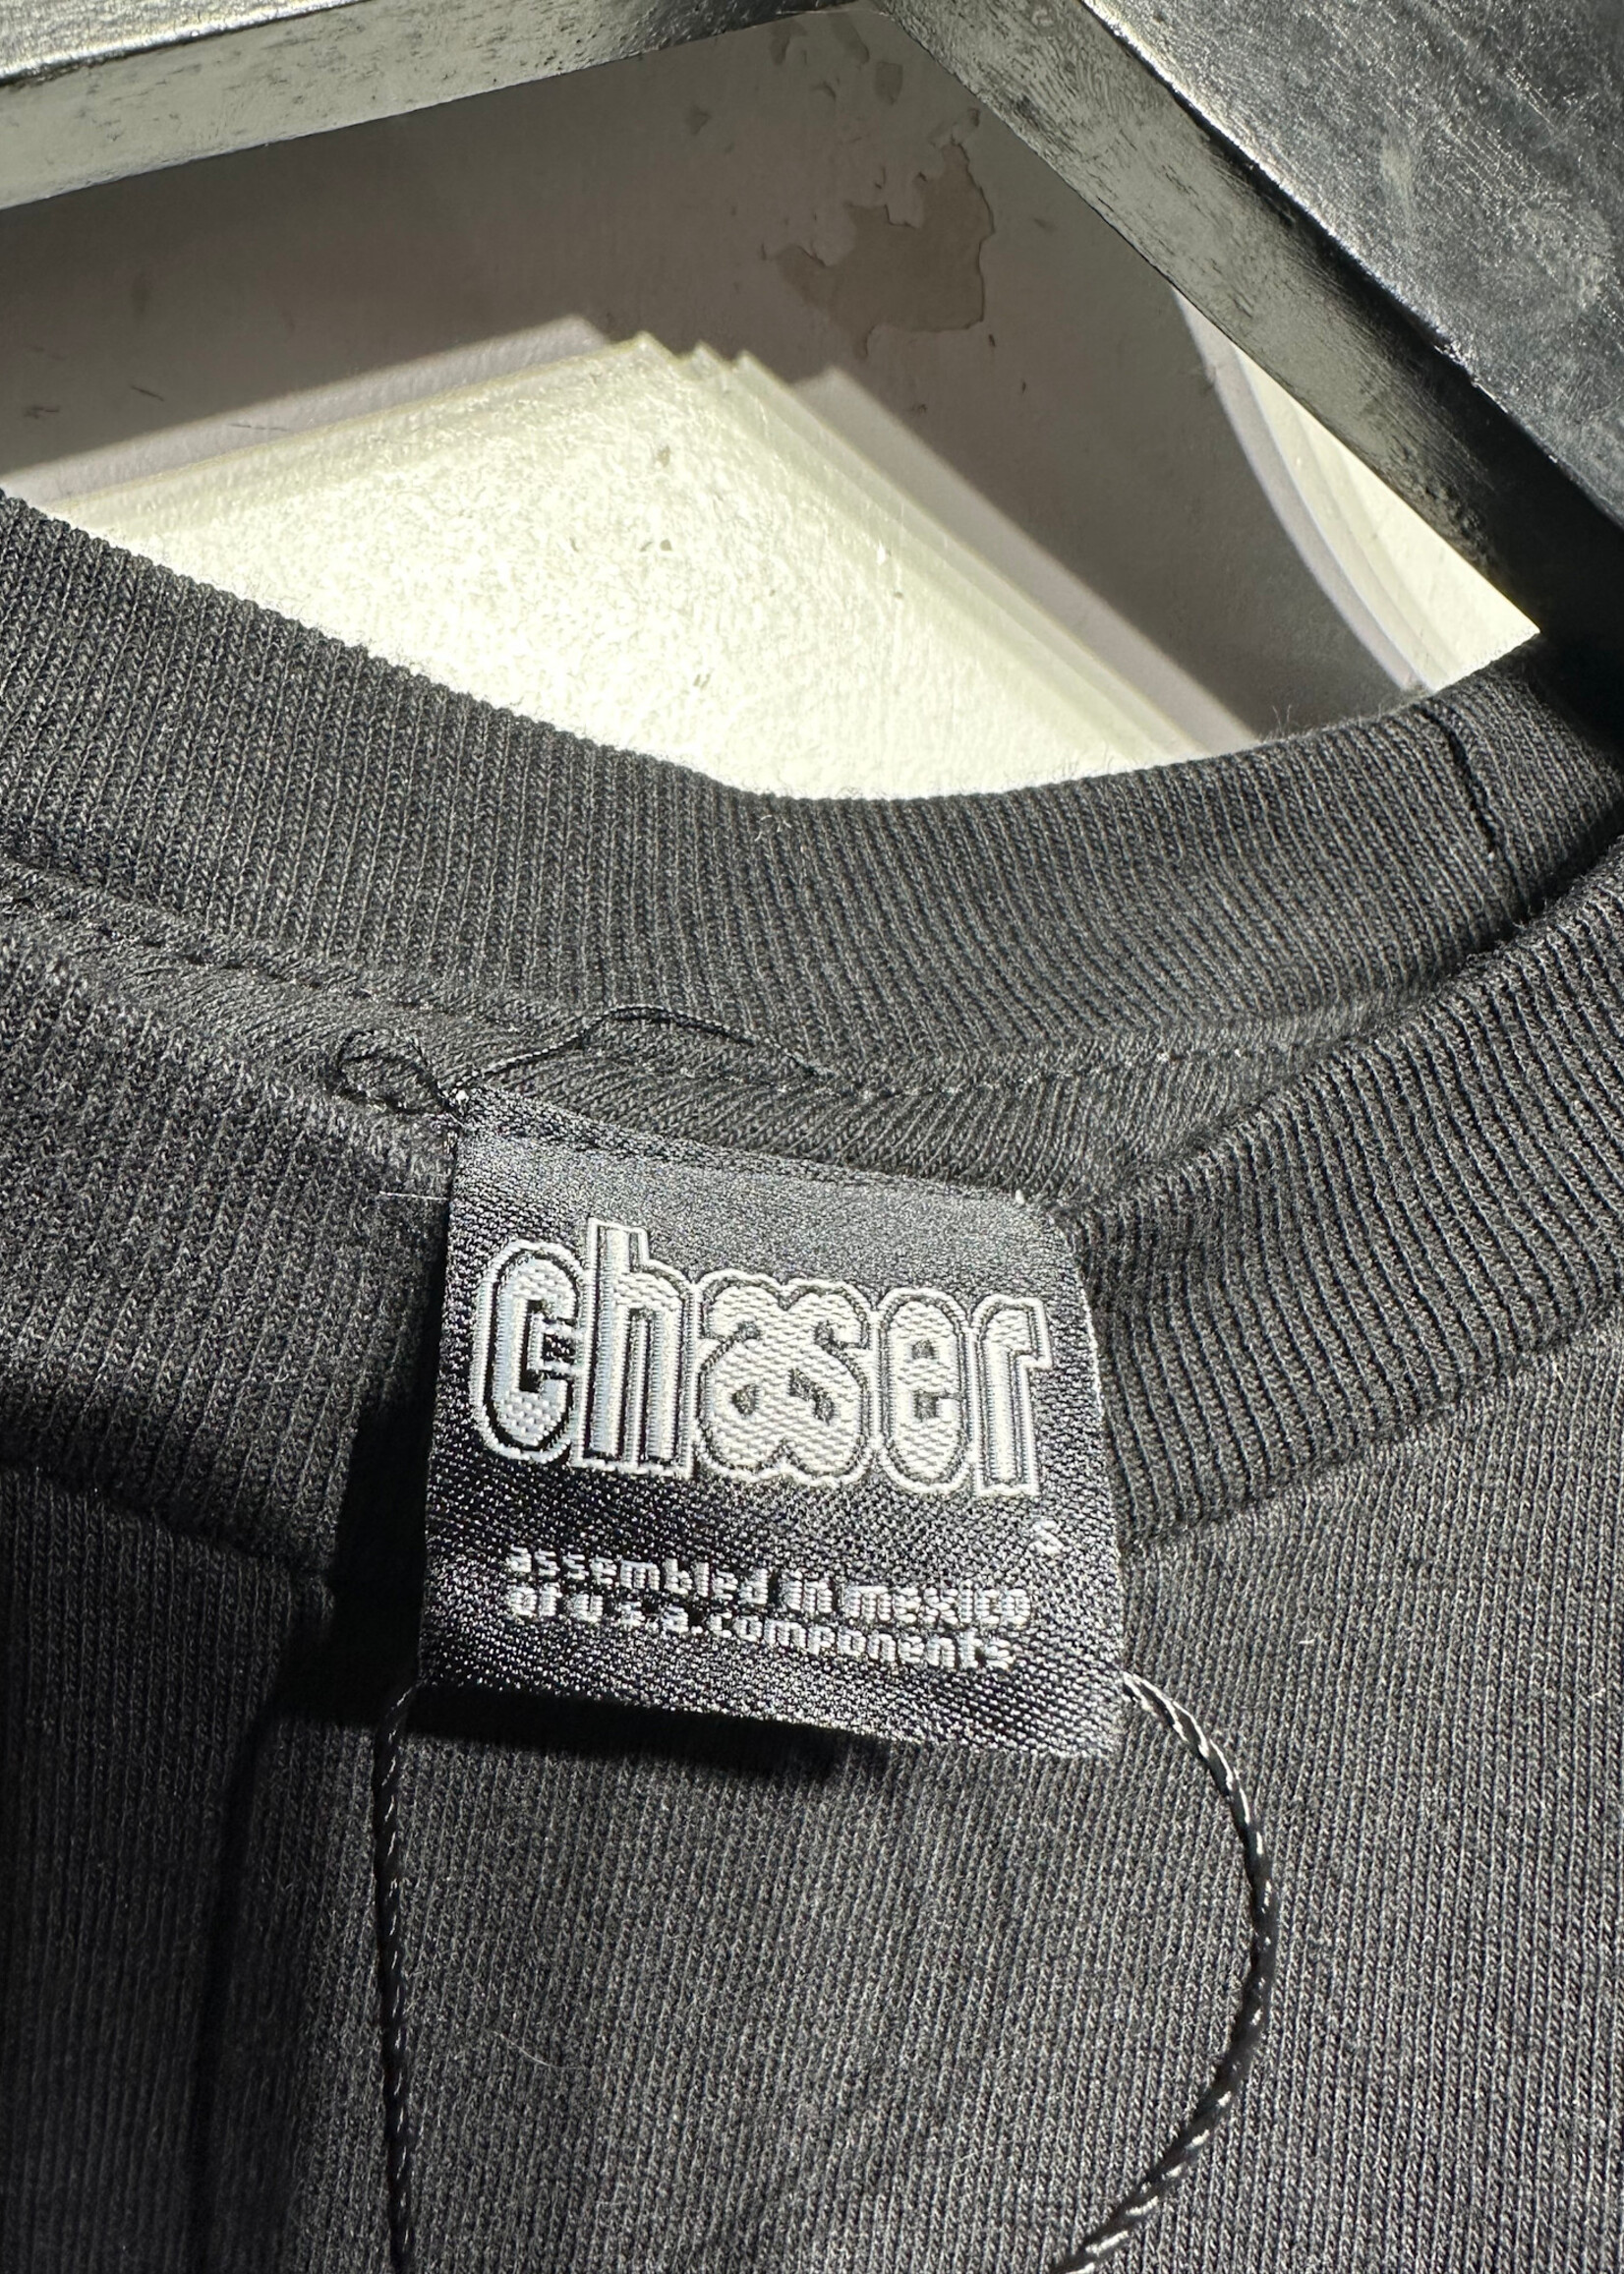 chaser
S
assembled in mexico
of u.s.a. components